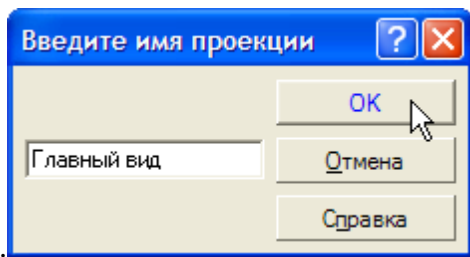 Введите имя проекции
OK
Главный вид
Отмена
Справка
.